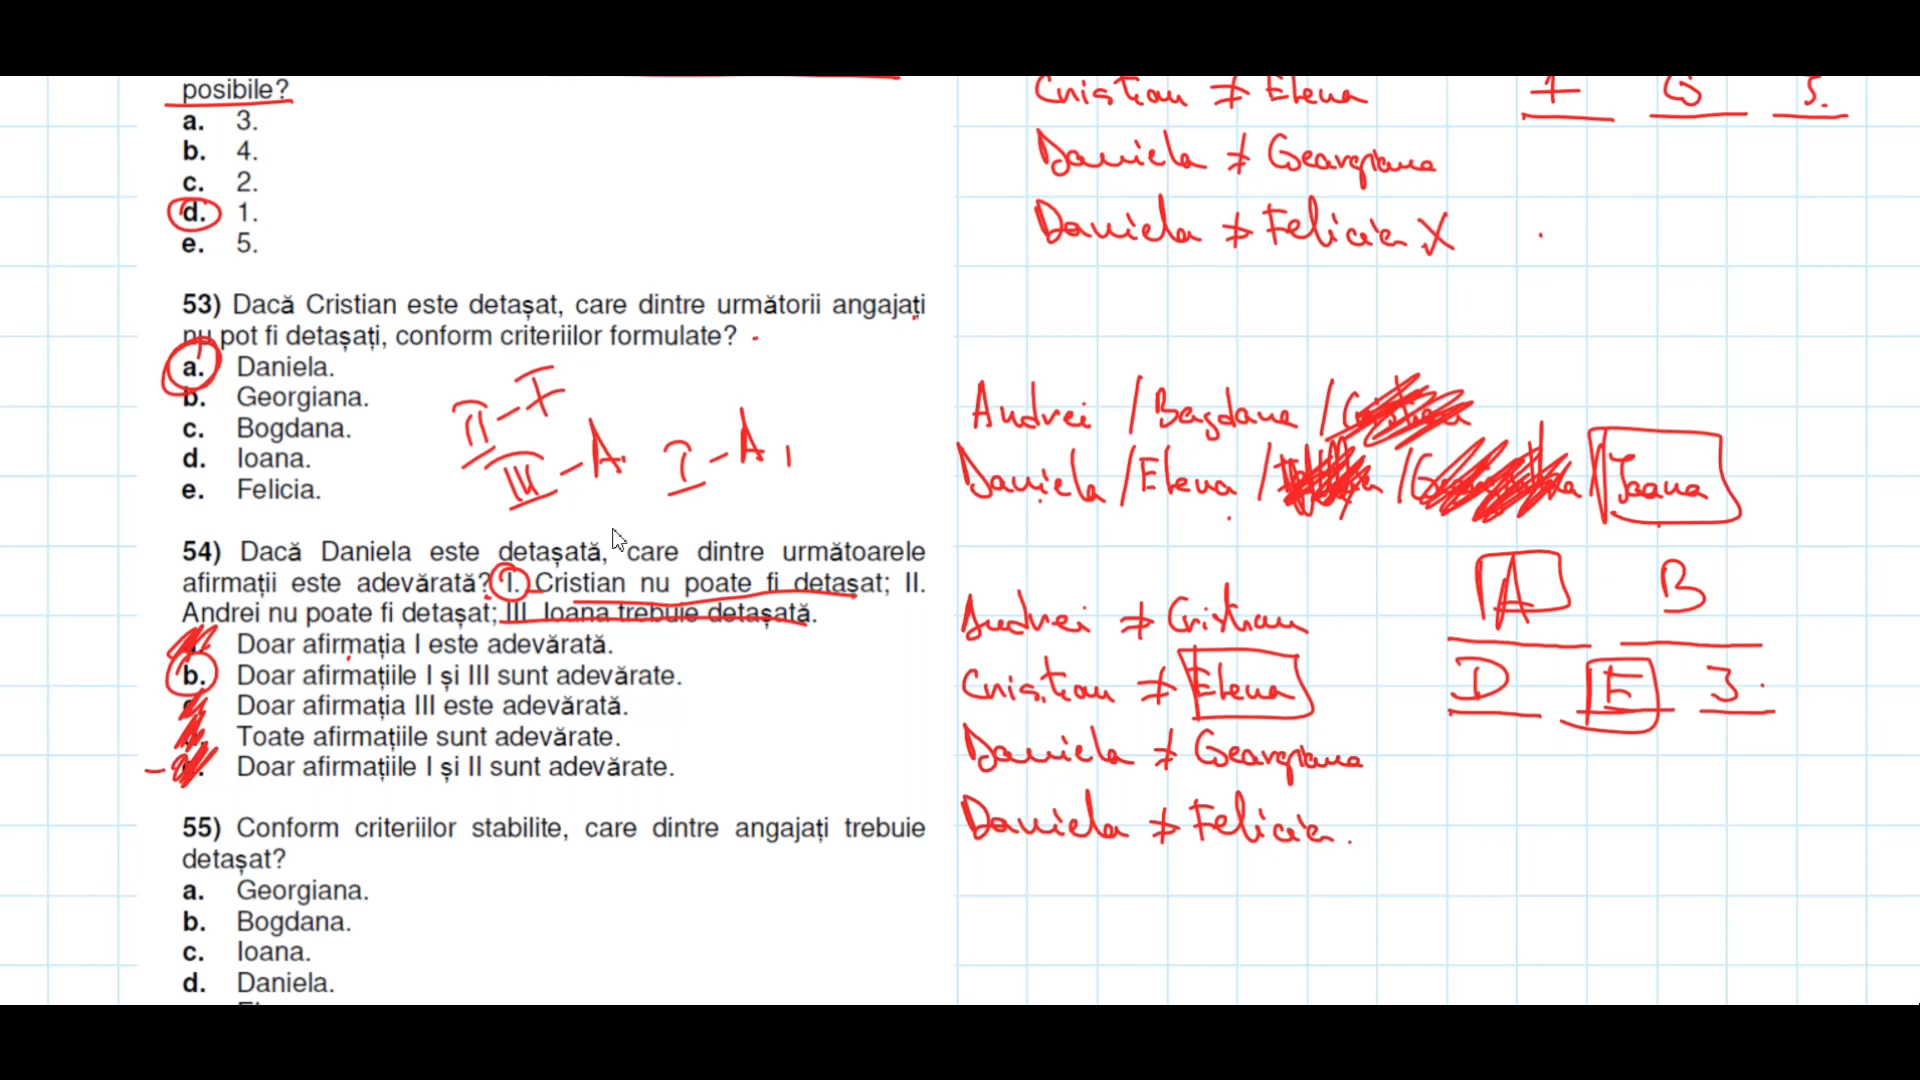 posibile?
a. 3.
b. 4.
c. 2.
d. 1.
e. 5.
53) Dacă Cristian este detașat, care dintre următorii angajați
nu pot fi detașați, conform criteriilor formulate?
a. Daniela.
b. Georgiana.
c. Bogdana.
d. Ioana.
e. Felicia.
II - F
III - A. I - A,
54) Dacă Daniela este detașată, care dintre următoarele
afirmații este adevărată? I. Cristian nu poate fi detașat; II.
Andrei nu poate fi detașat; III. Ioana trebuie detașată.
Doar afirmația I este adevărată.
b. Doar afirmațiile I și III sunt adevărate.
Doar afirmația III este adevărată.
Toate afirmațiile sunt adevărate.
Doar afirmațiile I și II sunt adevărate.
55) Conform criteriilor stabilite, care dintre angajați trebuie
detașat?
a. Georgiana.
b. Bogdana.
c. Ioana.
d. Daniela.
Cristian ≠ Elena
Daniela ≠ Georgiana
Daniela ≠ Felicia X
Andrei / Bogdana /
Daniela / Elena / / Ioana
Andrei ≠ Cristian
Cristian ≠ Elena
Daniela ≠ Georgiana
Daniela ≠ Felicia.
A B
D E 3.